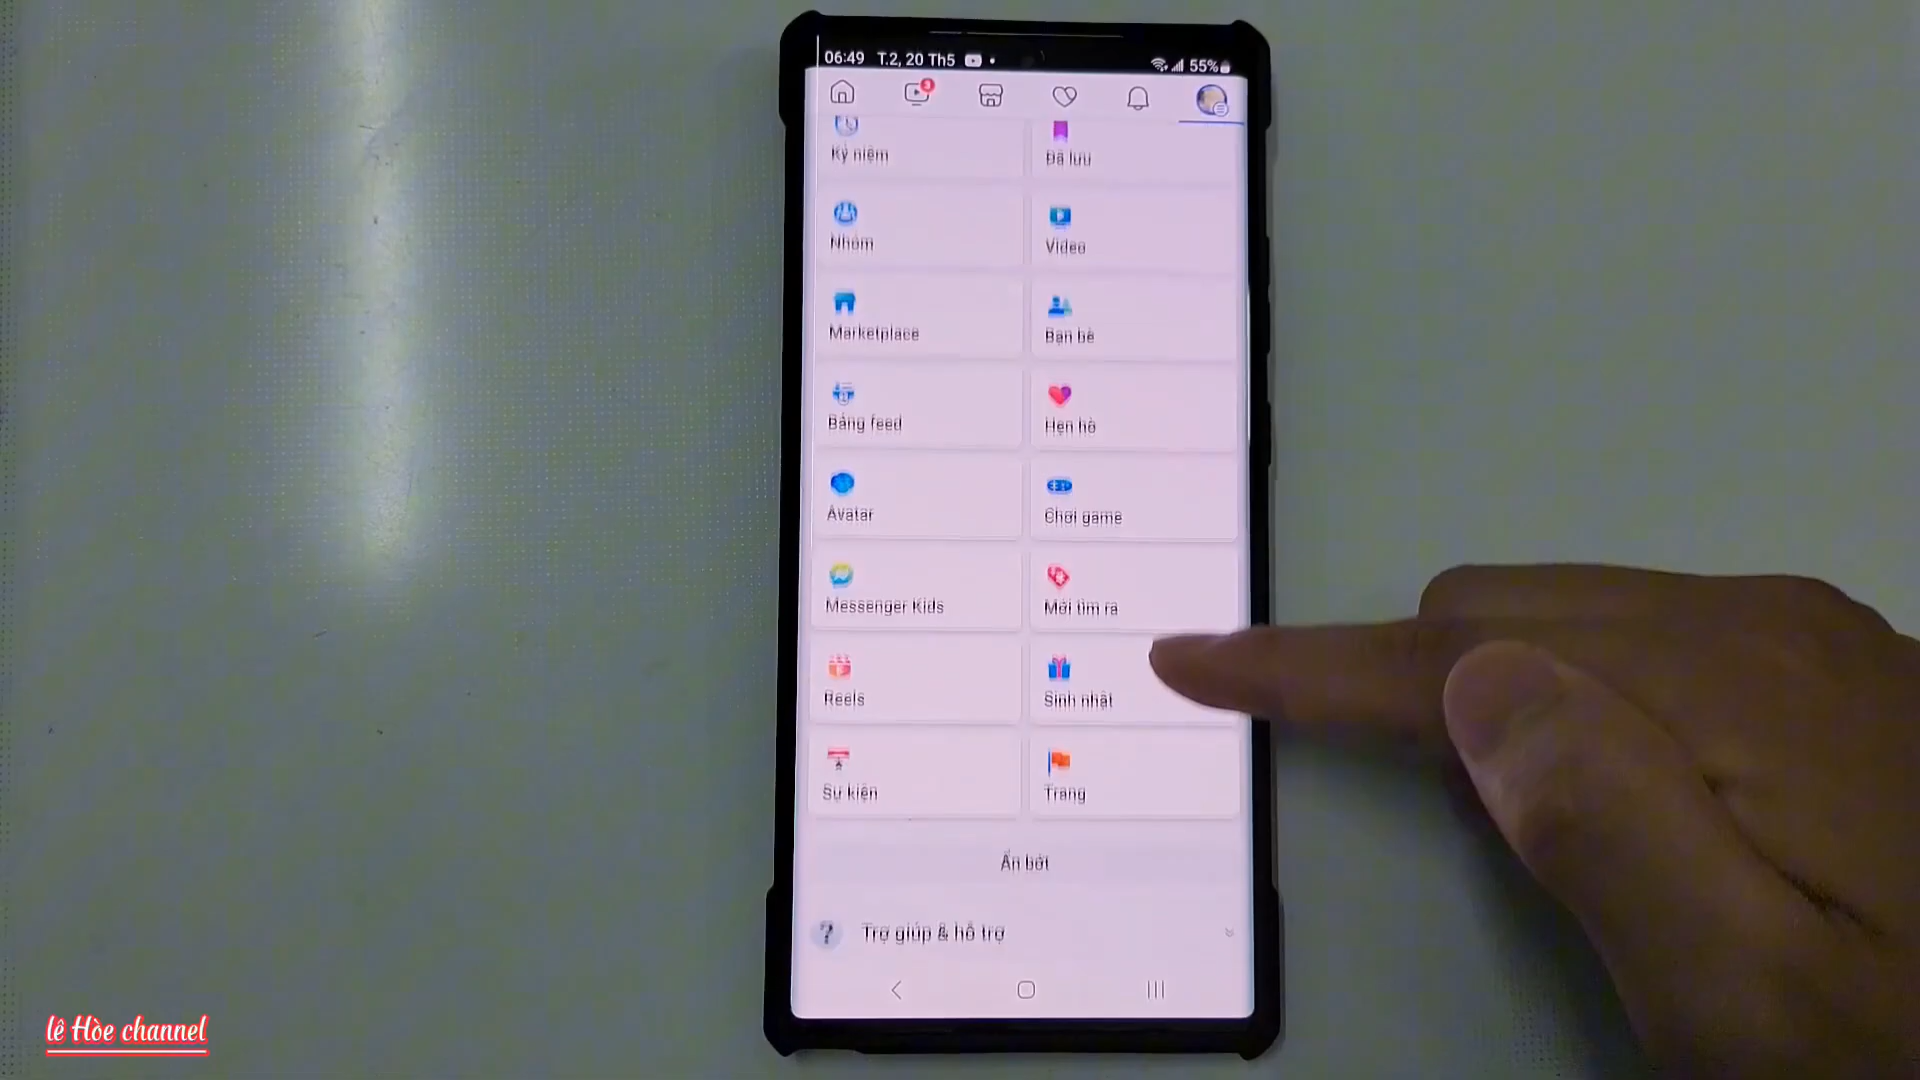 06:49 T.2, 20 Th5 55%
3
Kỷ niệm Đã lưu
Nhóm Video
Marketplace Bạn bè
Bảng feed Hẹn hò
Avatar Chơi game
Messenger Kids Mới tìm ra
Reels Sinh nhật
Sự kiện Trang
Ẩn bớt
? Trợ giúp & hỗ trợ
lê Hòe channel